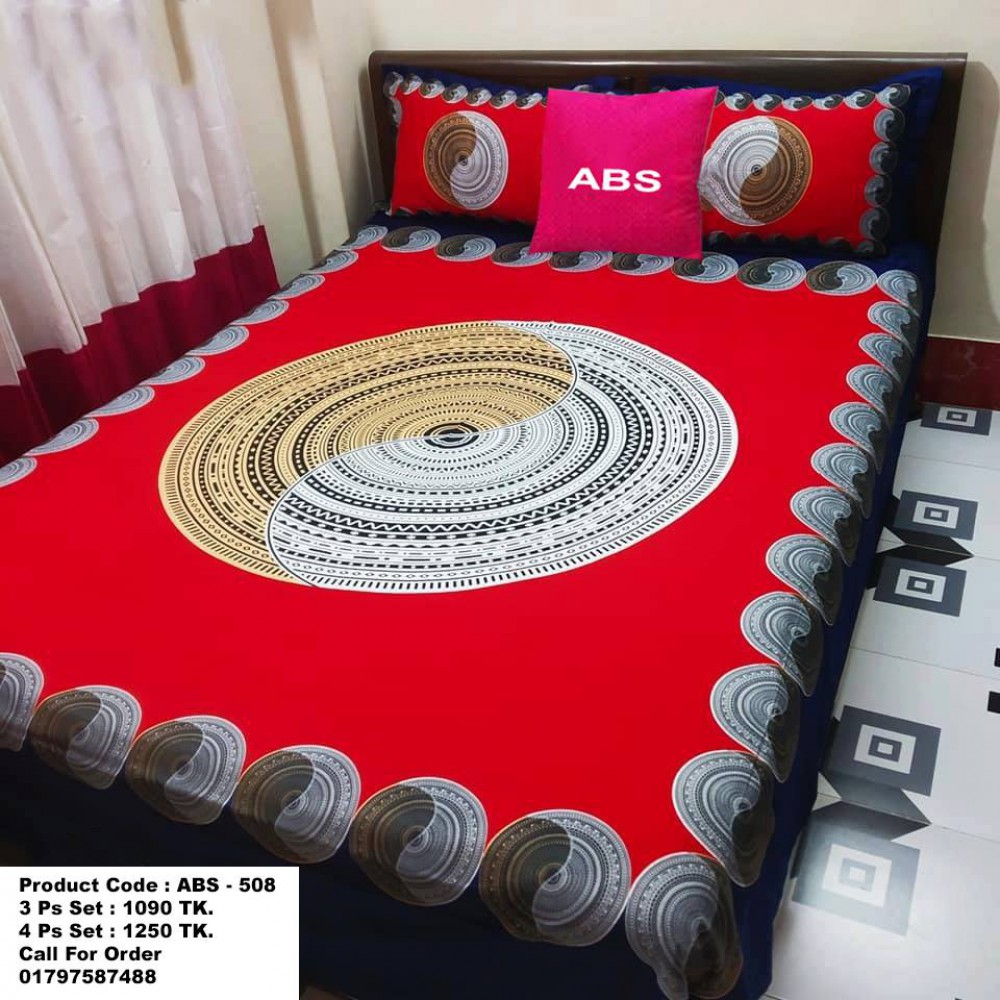 ABS
Product Code : ABS - 508
3 Ps Set : 1090 TK.
4 Ps Set : 1250 TK.
Call For Order
01797587488